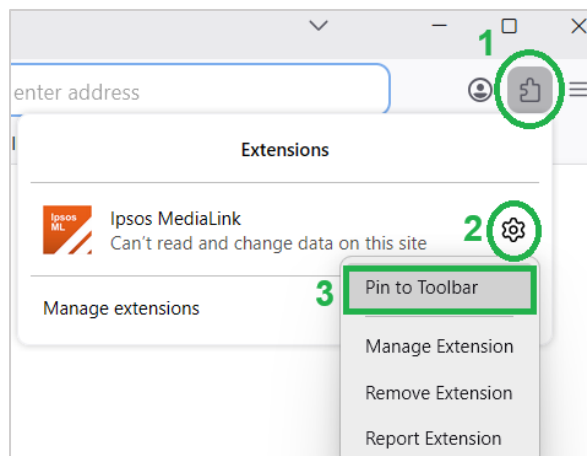 1
enter address
Extensions
Ipsos
ML
Ipsos MediaLink
Can't read and change data on this site
2
3
Pin to Toolbar
Manage extensions
Manage Extension
Remove Extension
Report Extension